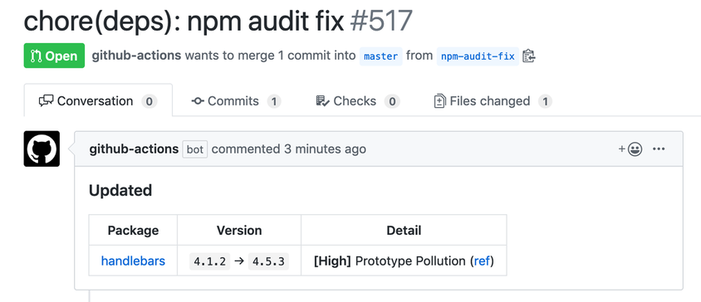 chore(deps): npm audit fix #517
Open github-actions wants to merge 1 commit into master from npm-audit-fix
Conversation 0 Commits 1 Checks 0 Files changed 1
github-actions bot commented 3 minutes ago
Updated
Package Version Detail
handlebars 4.1.2 → 4.5.3 [High] Prototype Pollution (ref)